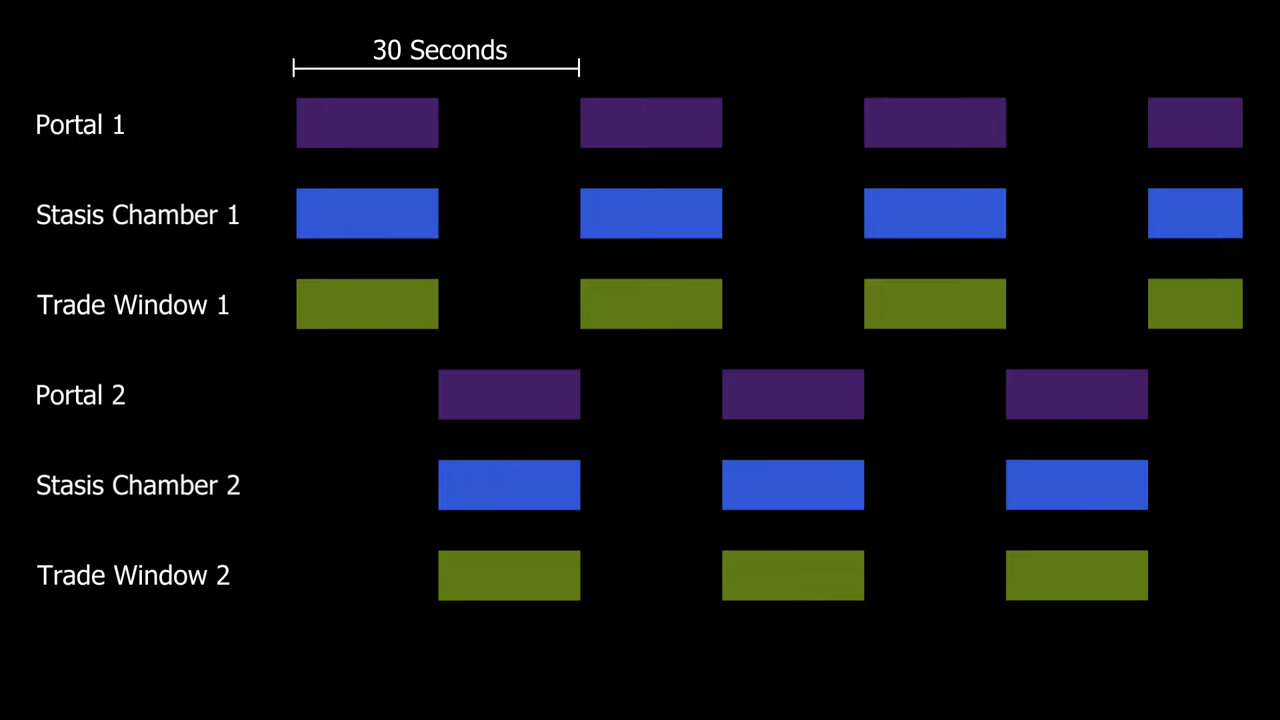 30 Seconds
Portal 1
Stasis Chamber 1
Trade Window 1
Portal 2
Stasis Chamber 2
Trade Window 2